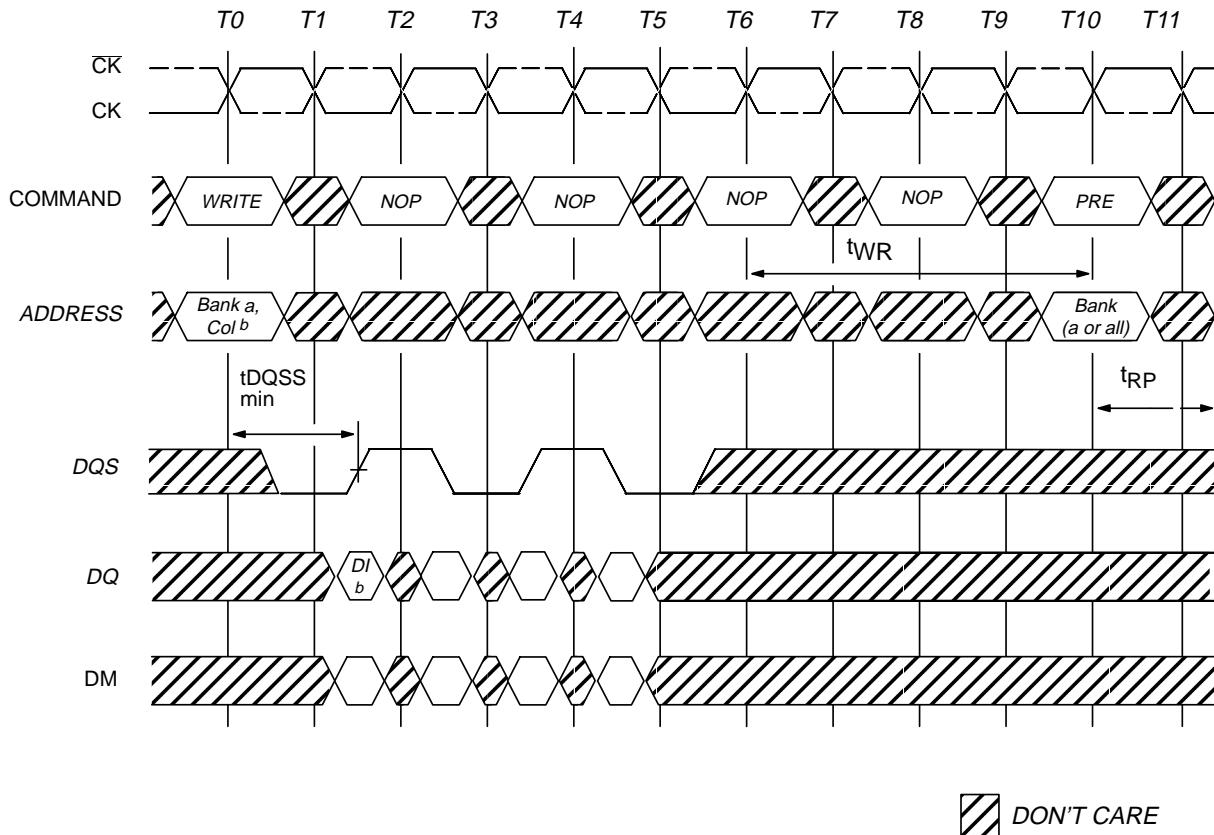 T0 T1 T2 T3 T4 T5 T6 T7 T8 T9 T10 T11
CK
CK
COMMAND WRITE NOP NOP NOP NOP PRE
tWR
ADDRESS Bank a, Col b Bank (a or all)
tDQSS min
tRP
DQS
DQ DI b
DM
DON'T CARE